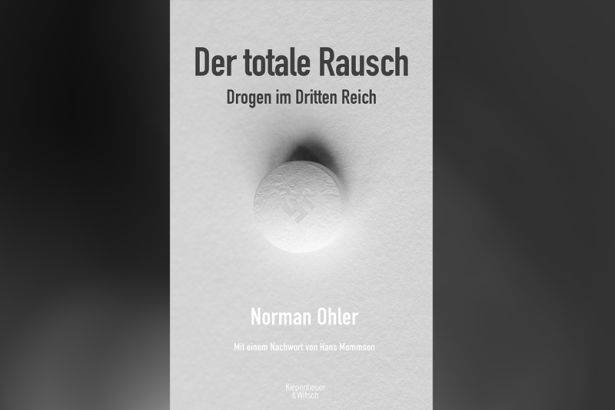 Der totale Rausch
Drogen im Dritten Reich
Norman Ohler
Mit einem Nachwort von Hans Mommsen
Kiepenheuer
& Witsch